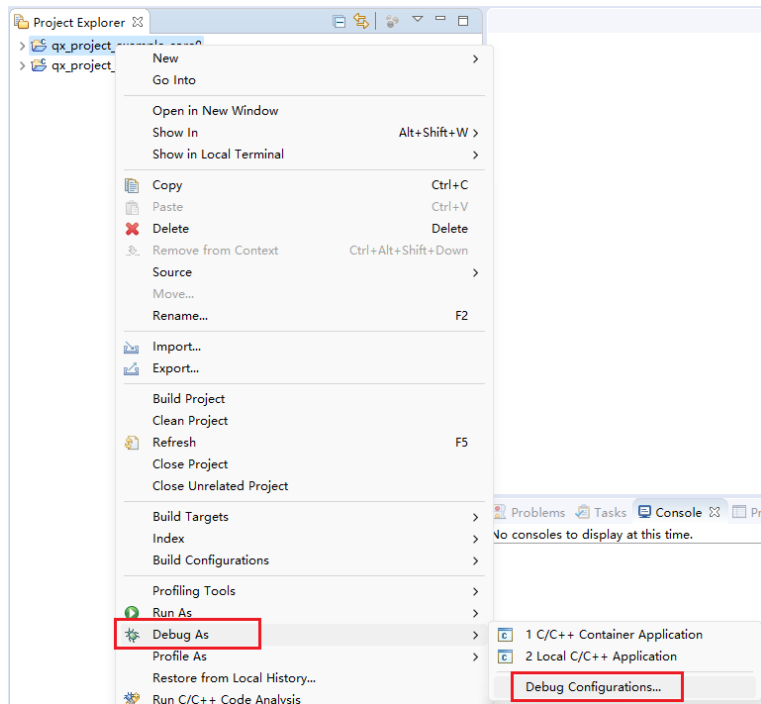 Project Explorer
qx_project_example_core0
qx_project_
New
Go Into
Open in New Window
Show In Alt+Shift+W
Show in Local Terminal
Copy Ctrl+C
Paste Ctrl+V
Delete Delete
Remove from Context Ctrl+Alt+Shift+Down
Source
Move...
Rename... F2
Import...
Export...
Build Project
Clean Project
Refresh F5
Close Project
Close Unrelated Project
Build Targets
Index
Build Configurations
Profiling Tools
Run As
Debug As
Profile As
Restore from Local History...
Run C/C++ Code Analysis
Problems Tasks Console Pr
No consoles to display at this time.
1 C/C++ Container Application
2 Local C/C++ Application
Debug Configurations...